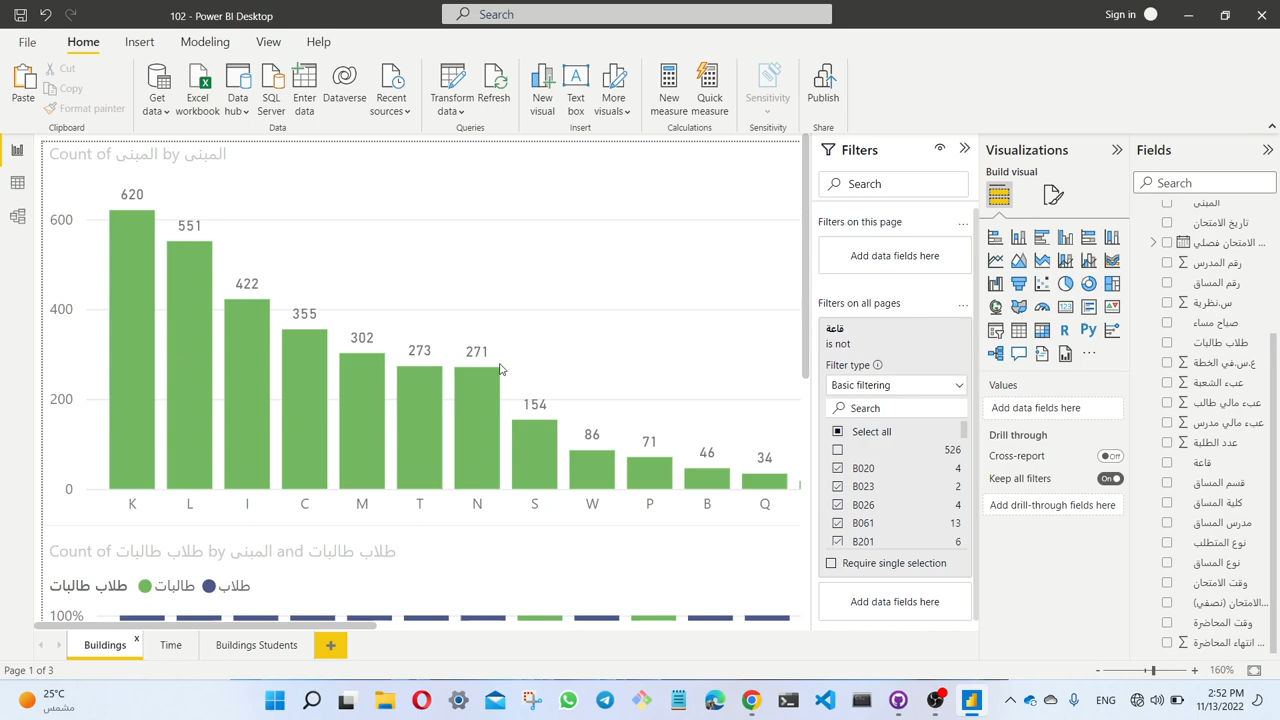 102 - Power BI Desktop
Search
Sign in
File
Home
Insert
Modeling
View
Help
Paste
Cut
Copy
Format painter
Clipboard
Get data
Excel workbook
Data hub
SQL Server
Enter data
Dataverse
Recent sources
Data
Transform data
Refresh
Queries
New visual
Text box
More visuals
Insert
New measure
Quick measure
Calculations
Sensitivity
Sensitivity
Publish
Share
Count of المبنى by المبنى
600
400
200
0
620
551
422
355
302
273
271
154
86
71
46
34
K
L
I
C
M
T
N
S
W
P
B
Q
Count of طلاب طالبات by المبنى and طلاب طالبات
طلاب طالبات
طالبات
طلاب
100%
Filters
Search
Filters on this page
...
Add data fields here
Filters on all pages
...
قاعة
is not
Filter type
Basic filtering
Search
Select all
526
B020 4
B023 2
B026 4
B061 13
B201 6
Require single selection
Add data fields here
Visualizations
Build visual
R
Py
...
Values
Add data fields here
Drill through
Cross-report
Off
Keep all filters
On
Add drill-through fields here
Fields
Search
المبنى
تاريخ الامتحان
الامتحان فصلي ...
رقم المدرس
رقم المساق
س.نظرية
صباح مساء
طلاب طالبات
ع.س.في الخطة
عبء الشعبة
عبء مالي طالب
عبء مالي مدرس
عدد الطلبة
قاعة
قسم المساق
كلية المساق
مدرس المساق
نوع المتطلب
نوع المساق
وقت الامتحان
الامتحان (نصفي)...
وقت المحاضرة
انتهاء المحاضرة ...
Buildings
x
Time
Buildings Students
+
Page 1 of 3
- + 160%
25°C
مشمس
ENG
2:52 PM
11/13/2022